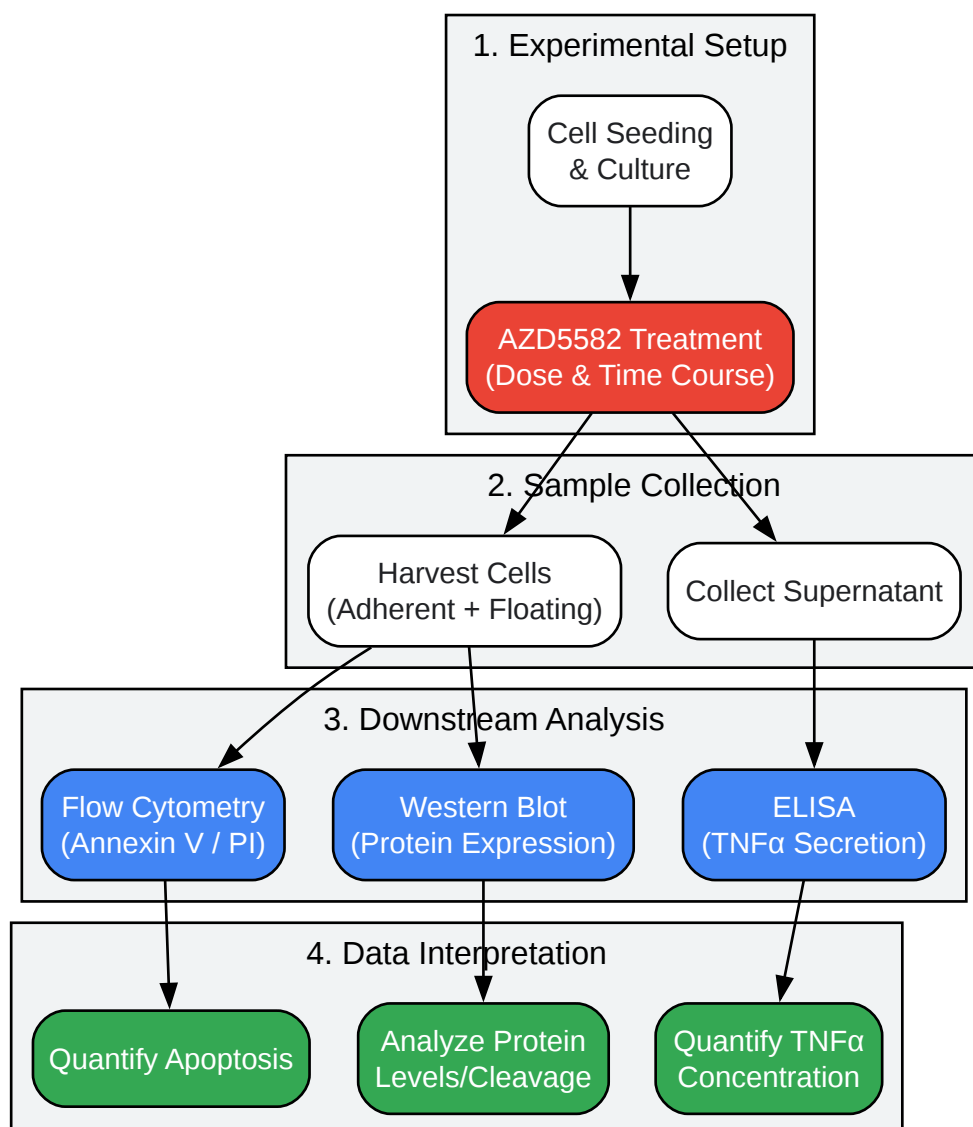 1. Experimental Setup
Cell Seeding
& Culture
AZD5582 Treatment
(Dose & Time Course)
2. Sample Collection
Harvest Cells
(Adherent + Floating)
Collect Supernatant
3. Downstream Analysis
Flow Cytometry
(Annexin V / PI)
Western Blot
(Protein Expression)
ELISA
(TNFα Secretion)
4. Data Interpretation
Quantify Apoptosis
Analyze Protein
Levels/Cleavage
Quantify TNFα
Concentration